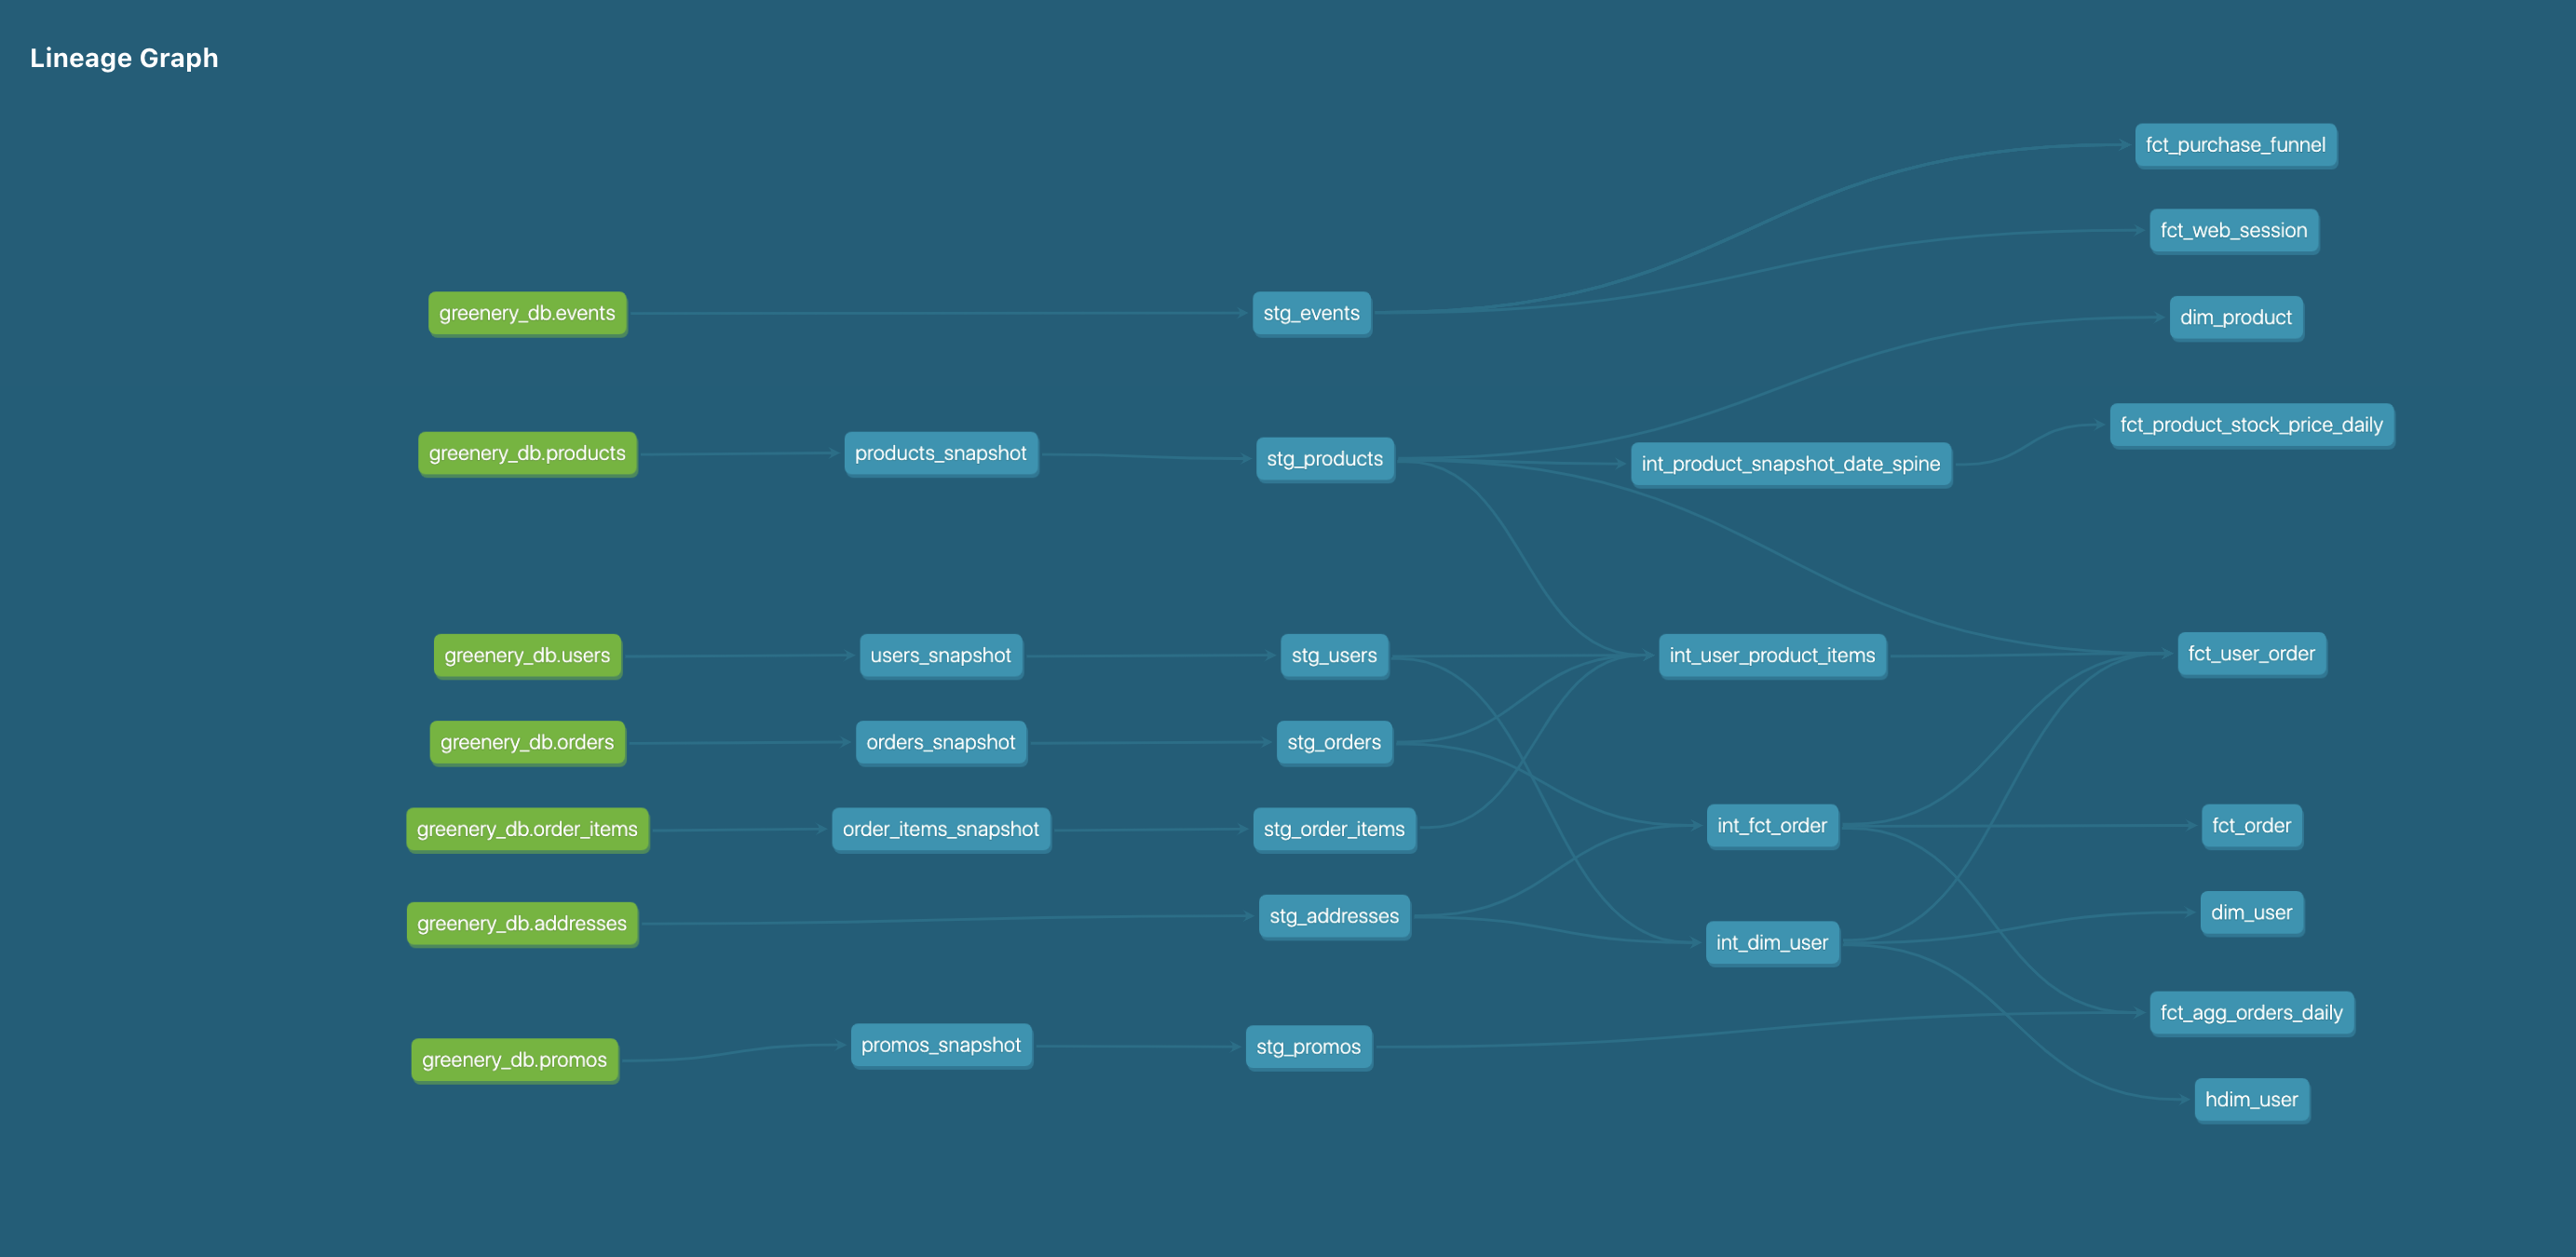 Lineage Graph
fct_purchase_funnel
fct_web_session
greenery_db.events
stg_events
dim_product
fct_product_stock_price_daily
greenery_db.products
products_snapshot
stg_products
int_product_snapshot_date_spine
greenery_db.users
users_snapshot
stg_users
int_user_product_items
fct_user_order
greenery_db.orders
orders_snapshot
stg_orders
greenery_db.order_items
order_items_snapshot
stg_order_items
int_fct_order
fct_order
greenery_db.addresses
stg_addresses
int_dim_user
dim_user
fct_agg_orders_daily
greenery_db.promos
promos_snapshot
stg_promos
hdim_user